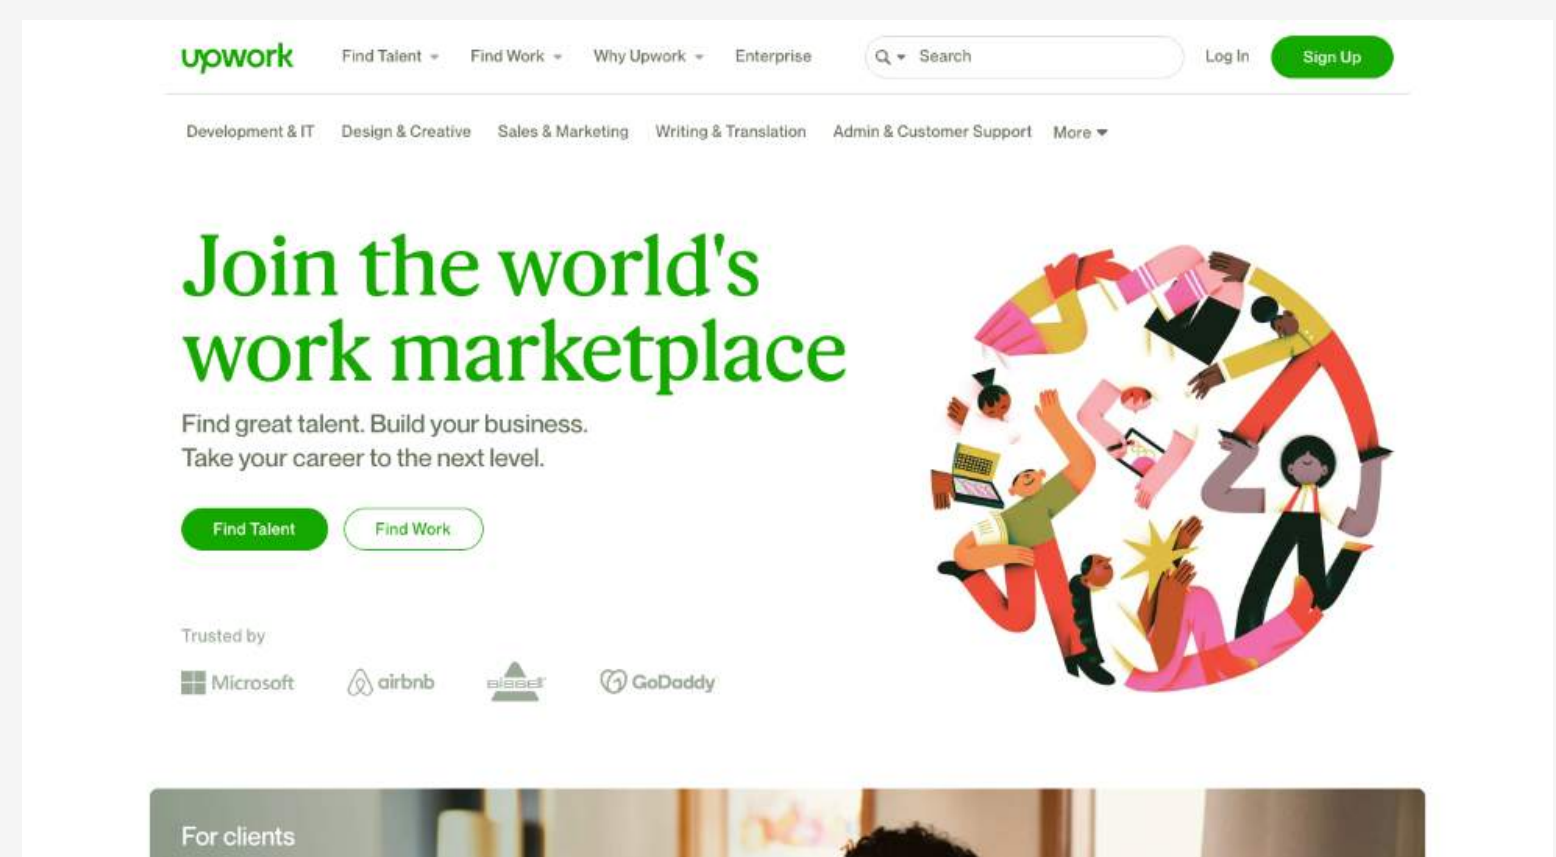 upwork
Find Talent
Find Work
Why Upwork
Enterprise
Search
Log In
Sign Up
Development & IT
Design & Creative
Sales & Marketing
Writing & Translation
Admin & Customer Support
More
Join the world's
work marketplace
Find great talent. Build your business.
Take your career to the next level.
Find Talent
Find Work
Trusted by
Microsoft
airbnb
BISSELL
GoDaddy
For clients